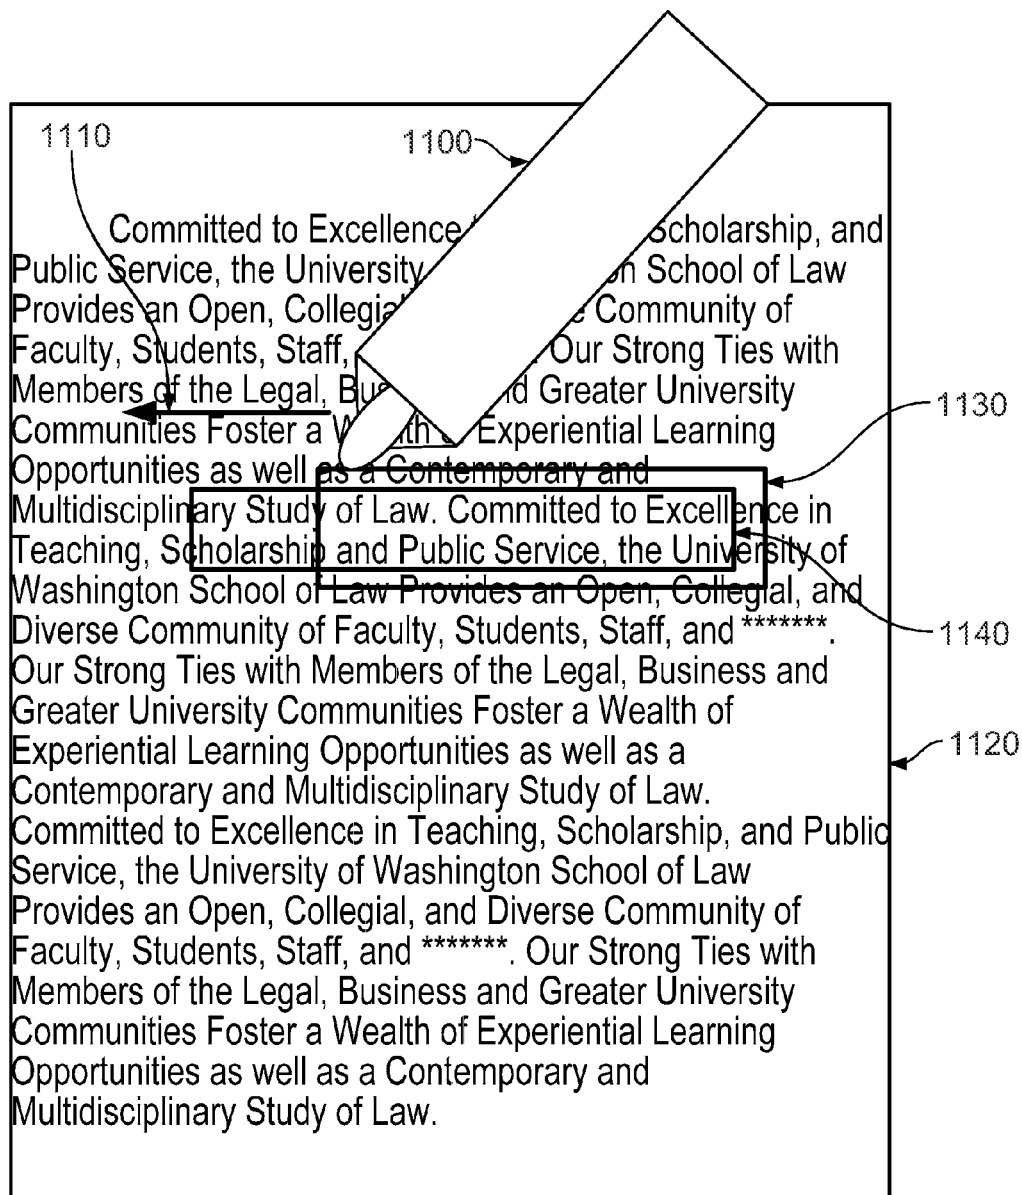 1110
1100
Committed to Excellence Scholarship, and
Public Service, the University School of Law
Provides an Open, Collegial Community of
Faculty, Students, Staff, Our Strong Ties with
Members of the Legal, Greater University
Communities Foster a Experiential Learning
1130
Opportunities as well as a Contemporary and
Multidisciplinary Study of Law. Committed to Excellence in
Teaching, Scholarship and Public Service, the University of
Washington School of Law Provides an Open, Collegial, and
Diverse Community of Faculty, Students, Staff, and *******.
1140
Our Strong Ties with Members of the Legal, Business and
Greater University Communities Foster a Wealth of
Experiential Learning Opportunities as well as a
1120
Contemporary and Multidisciplinary Study of Law.
Committed to Excellence in Teaching, Scholarship, and Public
Service, the University of Washington School of Law
Provides an Open, Collegial, and Diverse Community of
Faculty, Students, Staff, and *******. Our Strong Ties with
Members of the Legal, Business and Greater University
Communities Foster a Wealth of Experiential Learning
Opportunities as well as a Contemporary and
Multidisciplinary Study of Law.